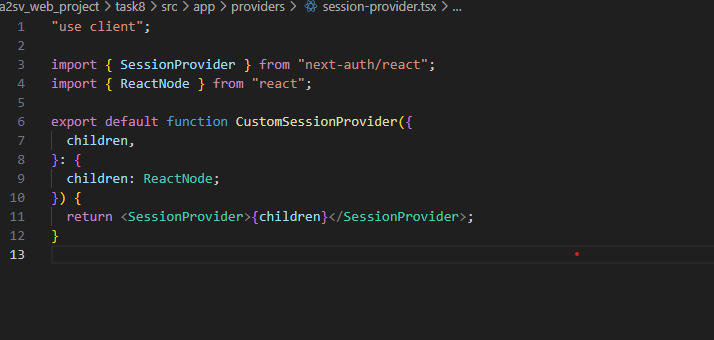 a2sv_web_project > task8 > src > app > providers > session-provider.tsx > ...
1 "use client";
2
3 import { SessionProvider } from "next-auth/react";
4 import { ReactNode } from "react";
5
6 export default function CustomSessionProvider({
7   children,
8 }: {
9   children: ReactNode;
10 }) {
11   return <SessionProvider>{children}</SessionProvider>;
12 }
13